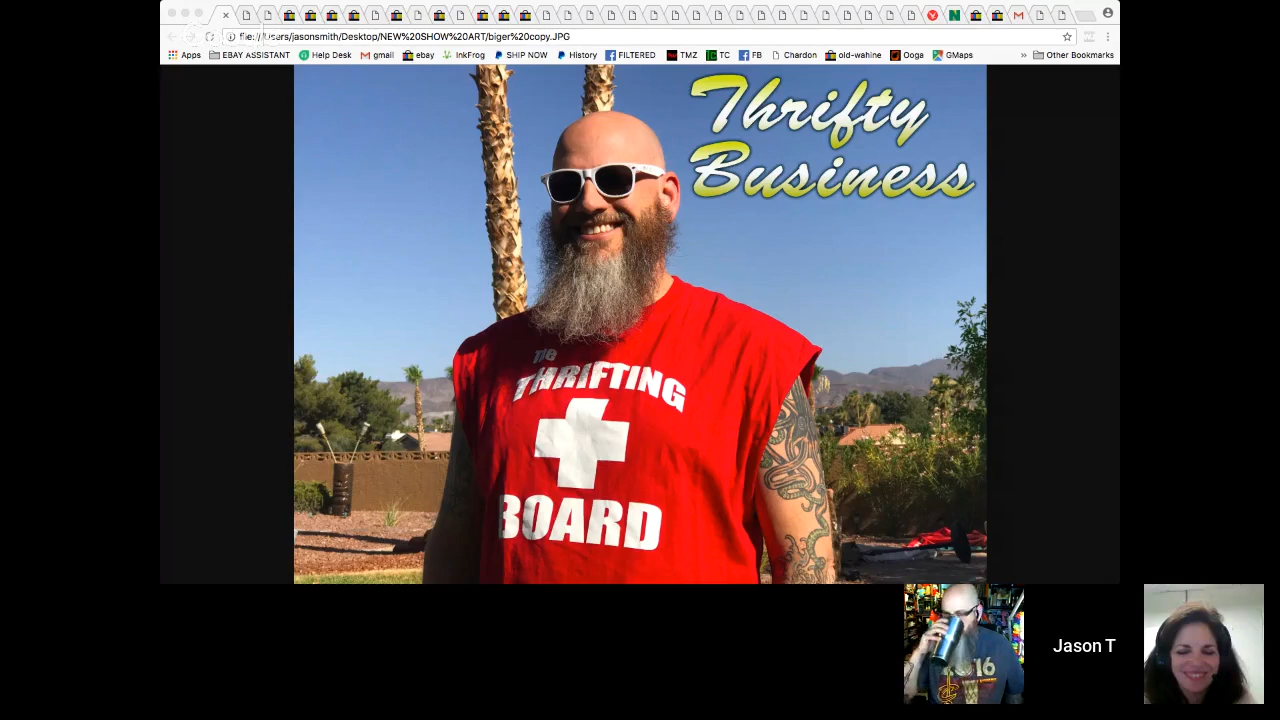 file:///Users/jasonsmith/Desktop/NEW%20SHOW%20ART/biger%20copy.JPG
Apps EBAY ASSISTANT Help Desk gmail ebay InkFrog SHIP NOW History FILTERED TMZ TC FB Chardon old-wahine Ooga GMaps » Other Bookmarks
Thrifty
Business
The
THRIFTING
BOARD
2016
Jason T